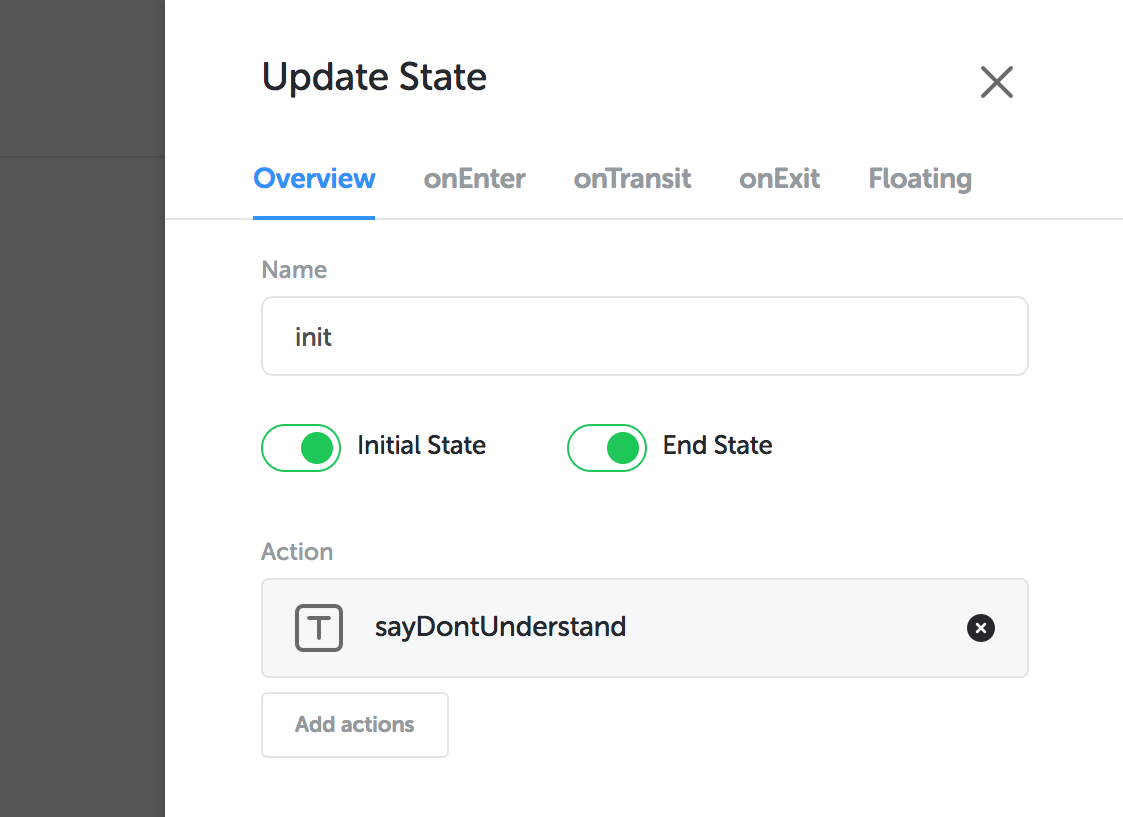 Update State
Overview onEnter onTransit onExit Floating
Name
init
Initial State End State
Action
T sayDontUnderstand
Add actions